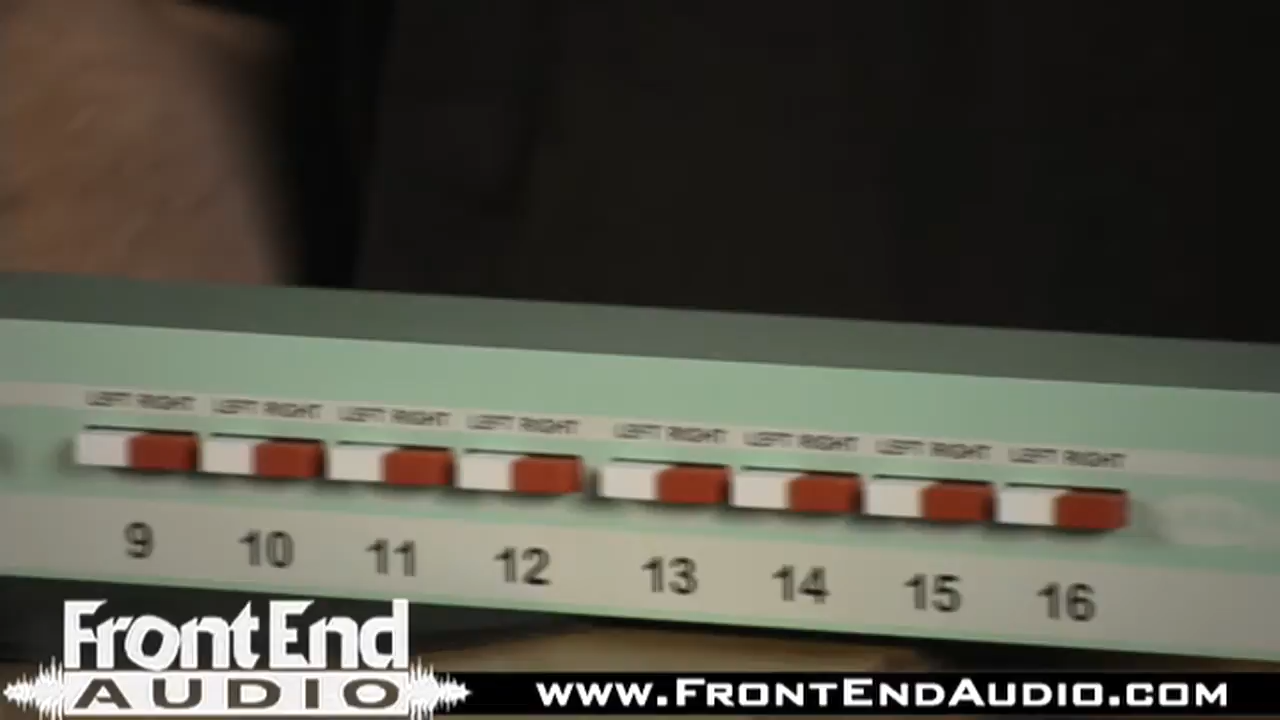 LEFT RIGHT LEFT RIGHT LEFT RIGHT LEFT RIGHT LEFT RIGHT LEFT RIGHT LEFT RIGHT LEFT RIGHT
9 10 11 12 13 14 15 16
Front End
AUDIO
www.FrontEndAudio.com